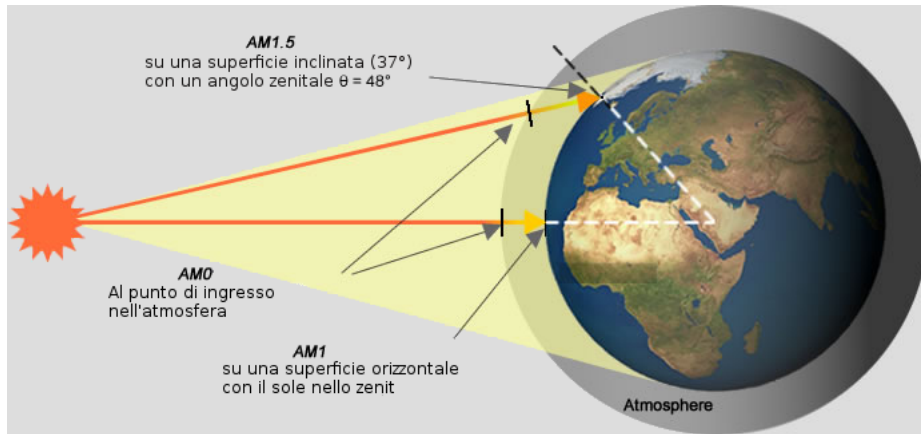 AM1.5
su una superficie inclinata (37°)
con un angolo zenitale θ = 48°
AM0
Al punto di ingresso
nell'atmosfera
AM1
su una superficie orizzontale
con il sole nello zenit
Atmosphere